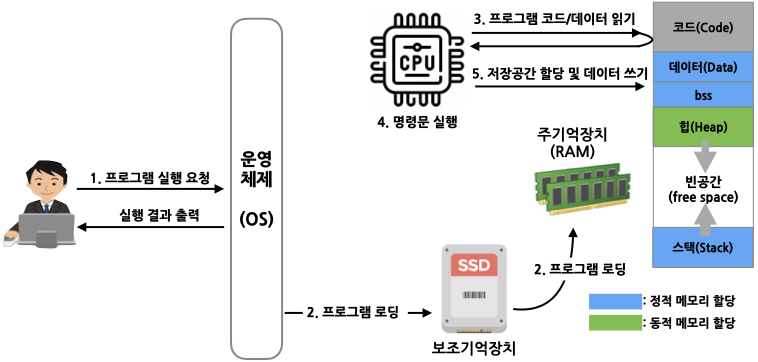 1. 프로그램 실행 요청
실행 결과 출력
운영
체제
(OS)
2. 프로그램 로딩
SSD
보조기억장치
2. 프로그램 로딩
주기억장치
(RAM)
CPU
3. 프로그램 코드/데이터 읽기
4. 명령문 실행
5. 저장공간 할당 및 데이터 쓰기
코드(Code)
데이터(Data)
bss
힙(Heap)
빈공간
(free space)
스택(Stack)
: 정적 메모리 할당
: 동적 메모리 할당